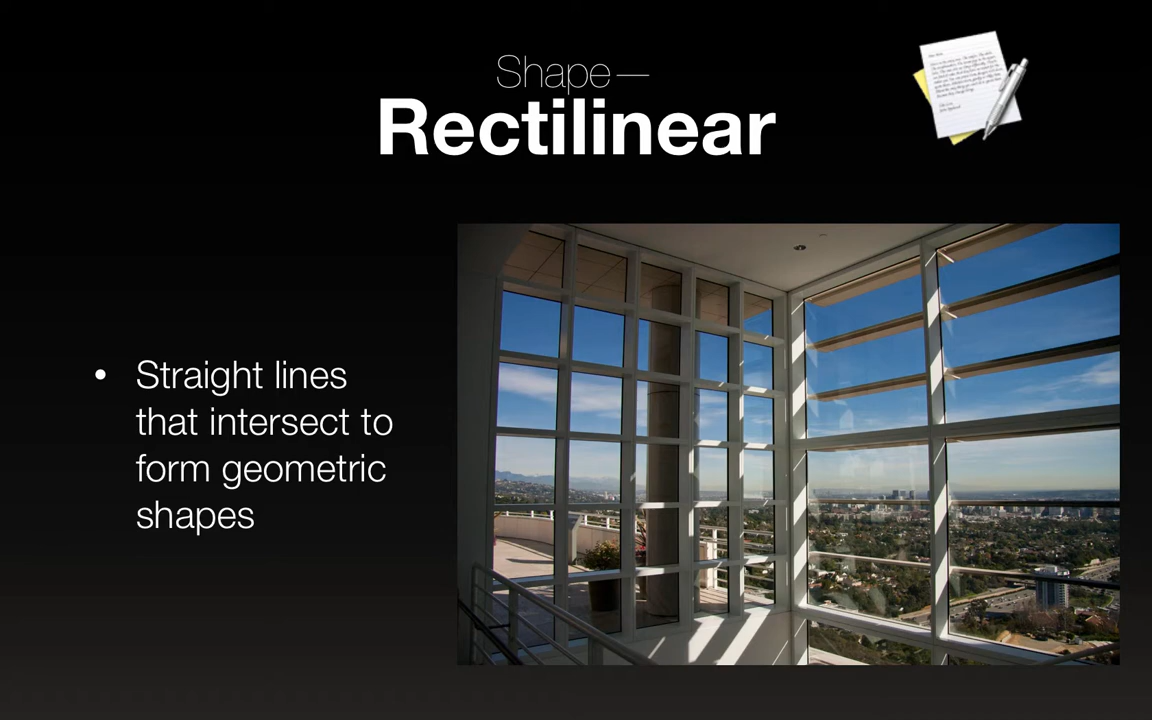 Shape—
Rectilinear
• Straight lines
that intersect to
form geometric
shapes